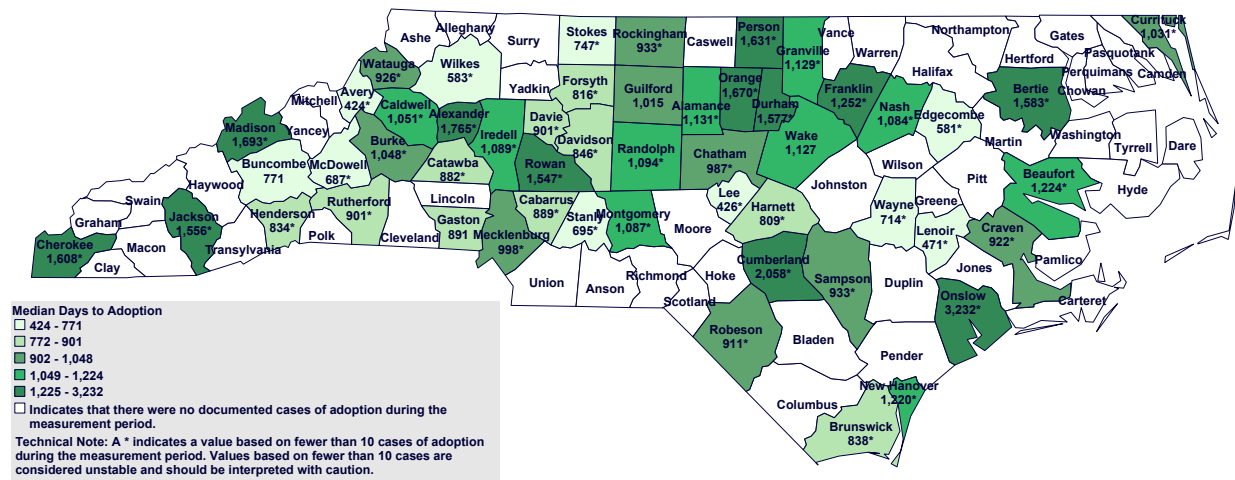 Ashe
Alleghany
Surry
Stokes
747*
Rockingham
933*
Caswell
Person
1,631*
Granville
1,129*
Vance
Warren
Northampton
Gates
Pasquotank
Currituck
1,031*
Camden
Perquimans
Chowan
Hertford
Halifax
Watauga
926*
Wilkes
583*
Yadkin
Forsyth
816*
Guilford
1,015
Alamance
1,131*
Orange
1,670*
Durham
1,577*
Franklin
1,252*
Nash
1,084*
Edgecombe
581*
Bertie
1,583*
Martin
Washington
Tyrrell
Dare
Mitchell
Avery
424*
Caldwell
1,051*
Alexander
1,765*
Iredell
1,089*
Davie
901*
Davidson
846*
Randolph
1,094*
Chatham
987*
Wake
1,127
Wilson
Pitt
Beaufort
1,224*
Hyde
Madison
1,693*
Yancey
Buncombe
771
McDowell
687*
Burke
1,048*
Catawba
882*
Rowan
1,547*
Lee
426*
Johnston
Wayne
714*
Greene
Lenoir
471*
Craven
922*
Pamlico
Haywood
Swain
Graham
Jackson
1,556*
Henderson
834*
Rutherford
901*
Lincoln
Gaston
891
Cabarrus
889*
Stanly
695*
Montgomery
1,087*
Moore
Harnett
809*
Cherokee
1,608*
Macon
Clay
Transylvania
Polk
Cleveland
Mecklenburg
998*
Union
Anson
Richmond
Scotland
Hoke
Cumberland
2,058*
Sampson
933*
Duplin
Jones
Onslow
3,232*
Carteret
Robeson
911*
Bladen
Pender
Columbus
New Hanover
1,220*
Brunswick
838*
Median Days to Adoption
424 - 771
772 - 901
902 - 1,048
1,049 - 1,224
1,225 - 3,232
Indicates that there were no documented cases of adoption during the
measurement period.
Technical Note: A * indicates a value based on fewer than 10 cases of adoption
during the measurement period. Values based on fewer than 10 cases are
considered unstable and should be interpreted with caution.